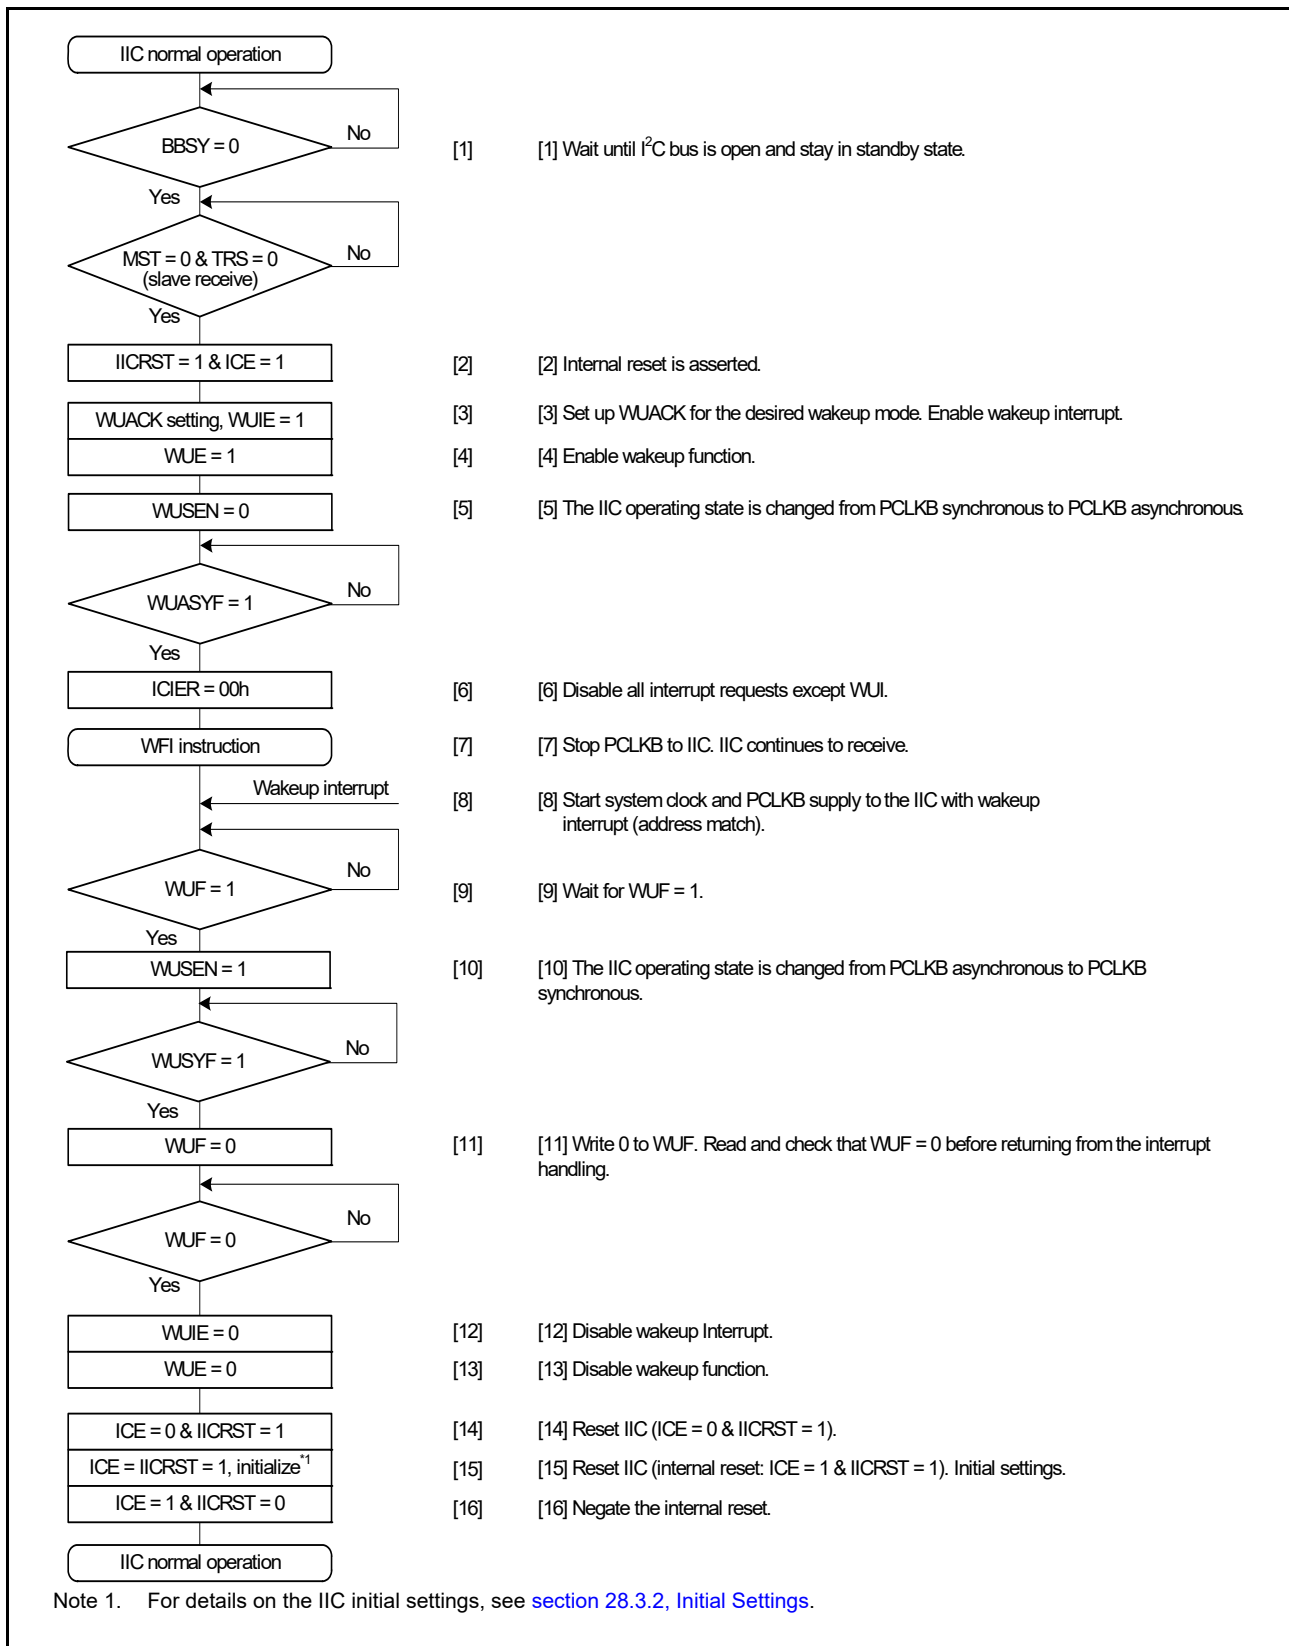 IIC normal operation
BBSY = 0
No
[1] [1] Wait until I2C bus is open and stay in standby state.
Yes
MST = 0 & TRS = 0
(slave receive)
No
Yes
IICRST = 1 & ICE = 1
[2] [2] Internal reset is asserted.
WUACK setting, WUIE = 1
[3] [3] Set up WUACK for the desired wakeup mode. Enable wakeup interrupt.
WUE = 1
[4] [4] Enable wakeup function.
WUSEN = 0
[5] [5] The IIC operating state is changed from PCLKB synchronous to PCLKB asynchronous.
WUASYF = 1
No
Yes
ICIER = 00h
[6] [6] Disable all interrupt requests except WUI.
WFI instruction
[7] [7] Stop PCLKB to IIC. IIC continues to receive.
Wakeup interrupt
[8] [8] Start system clock and PCLKB supply to the IIC with wakeup
interrupt (address match).
No
WUF = 1
[9] [9] Wait for WUF = 1.
Yes
WUSEN = 1
[10] [10] The IIC operating state is changed from PCLKB asynchronous to PCLKB
synchronous.
WUSYF = 1
No
Yes
WUF = 0
[11] [11] Write 0 to WUF. Read and check that WUF = 0 before returning from the interrupt
handling.
No
WUF = 0
Yes
WUIE = 0
[12] [12] Disable wakeup Interrupt.
WUE = 0
[13] [13] Disable wakeup function.
ICE = 0 & IICRST = 1
[14] [14] Reset IIC (ICE = 0 & IICRST = 1).
ICE = IICRST = 1, initialize*1
[15] [15] Reset IIC (internal reset: ICE = 1 & IICRST = 1). Initial settings.
ICE = 1 & IICRST = 0
[16] [16] Negate the internal reset.
IIC normal operation
Note 1. For details on the IIC initial settings, see section 28.3.2, Initial Settings.